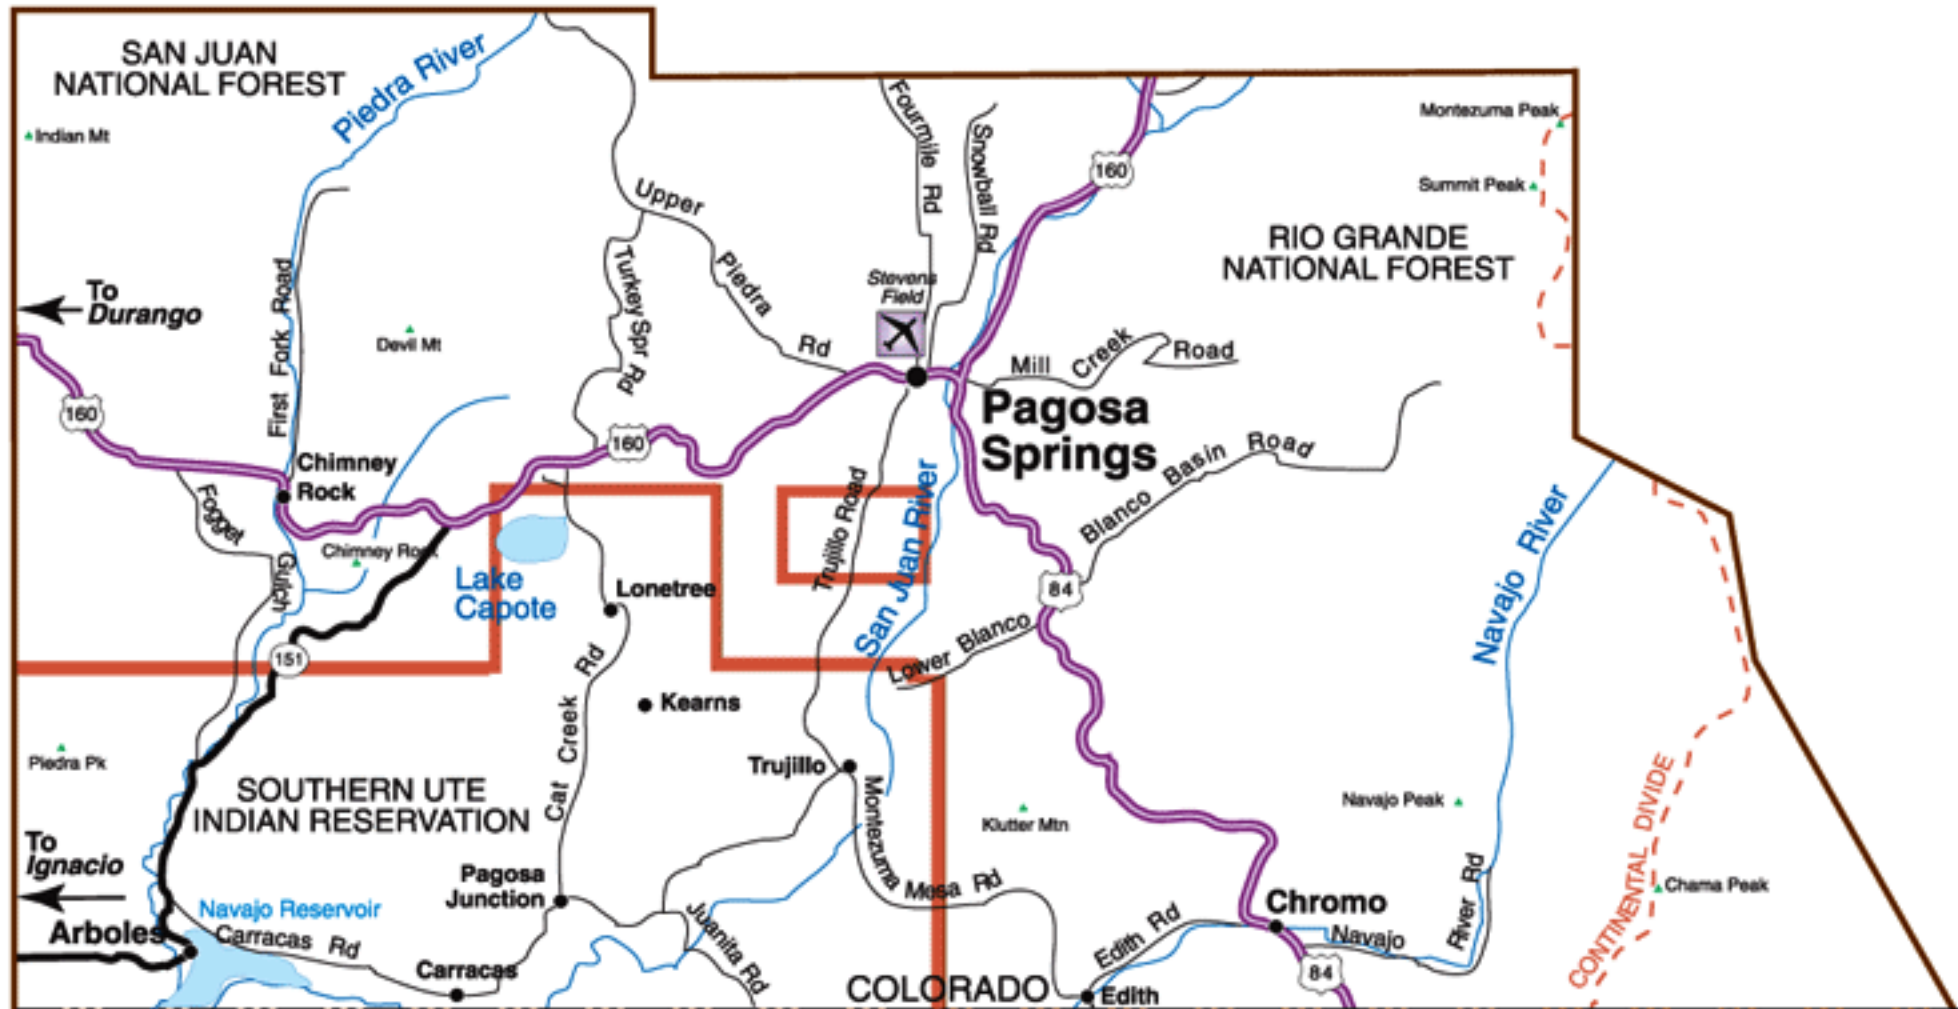 SAN JUAN
NATIONAL FOREST
Piedra River
Indian Mt
Fourmile Rd
Snowball Rd
160
Montezuma Peak
Summit Peak
Upper Piedra Rd
RIO GRANDE
NATIONAL FOREST
Turkey Spr Rd
Stevens
Field
To
Durango
First Fork Road
Devil Mt
Mill Creek Road
160
160
Pagosa
Springs
Chimney
Rock
Blanco Basin Road
Fogget Gulch
Chimney Rock
Trujillo Road
San Juan River
Navajo River
Lake
Capote
Lonetree
84
Lower Blanco
151
Cat Creek Rd
Kearns
Piedra Pk
Trujillo
SOUTHERN UTE
INDIAN RESERVATION
Montezuma Mesa Rd
Klutter Mtn
Navajo Peak
CONTINENTAL DIVIDE
Chama Peak
To
Ignacio
Pagosa
Junction
Navajo Reservoir
Arboles
Carracas Rd
Carracas
Juanita Rd
Edith Rd
Chromo
Navajo River Rd
84
COLORADO
Edith